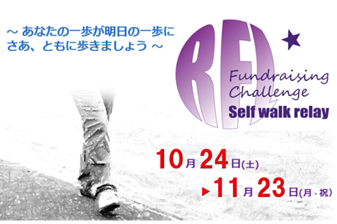 ～ あなたの一歩が明日の一歩に
さあ、ともに歩きましょう ～
RFL
Fundraising
Challenge
Self walk relay
10月24日(土)
▶11月23日(月・祝)